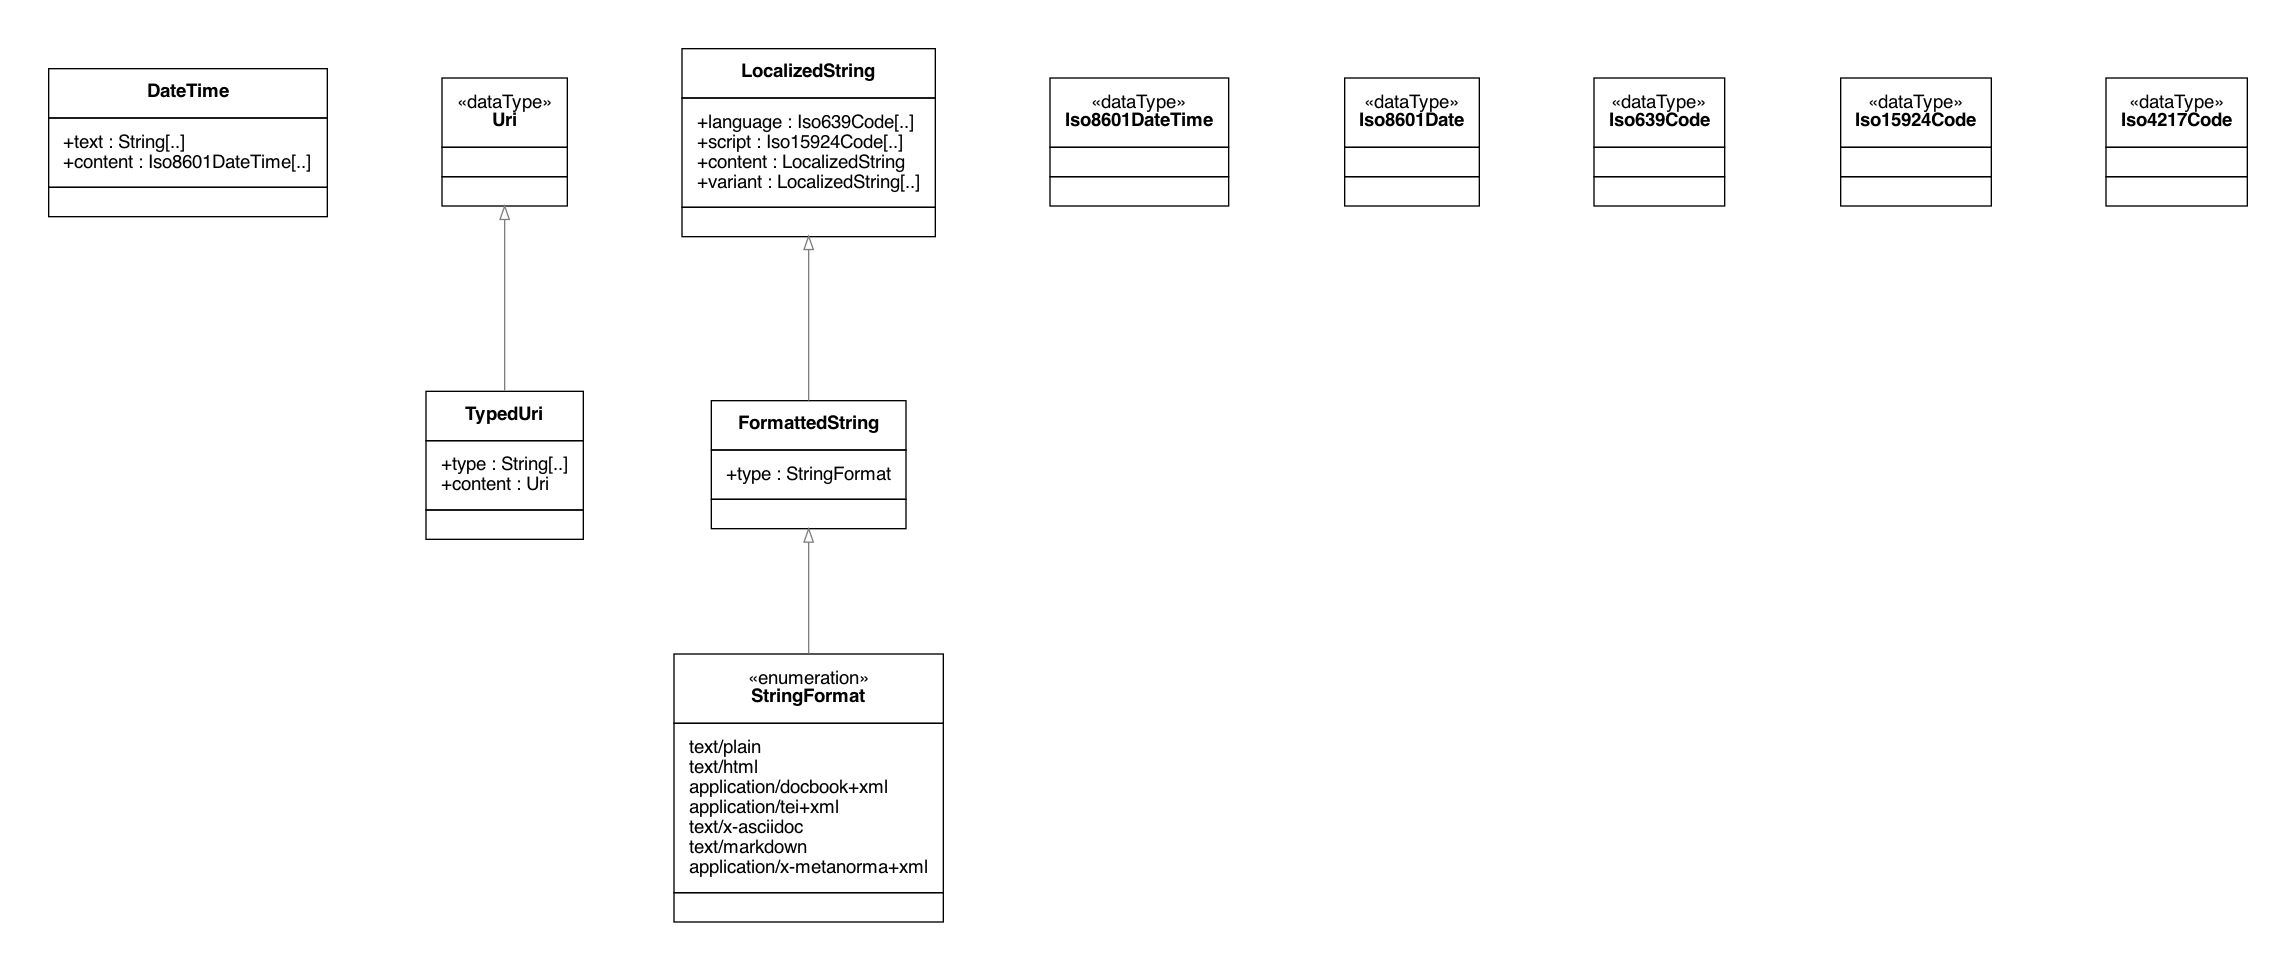 DateTime
+text : String[..]
+content : Iso8601DateTime[..]
«dataType»
Uri
LocalizedString
+language : Iso639Code[..]
+script : Iso15924Code[..]
+content : LocalizedString
+variant : LocalizedString[..]
«dataType»
Iso8601DateTime
«dataType»
Iso8601Date
«dataType»
Iso639Code
«dataType»
Iso15924Code
«dataType»
Iso4217Code
TypedUri
+type : String[..]
+content : Uri
FormattedString
+type : StringFormat
«enumeration»
StringFormat
text/plain
text/html
application/docbook+xml
application/tei+xml
text/x-asciidoc
text/markdown
application/x-metanorma+xml